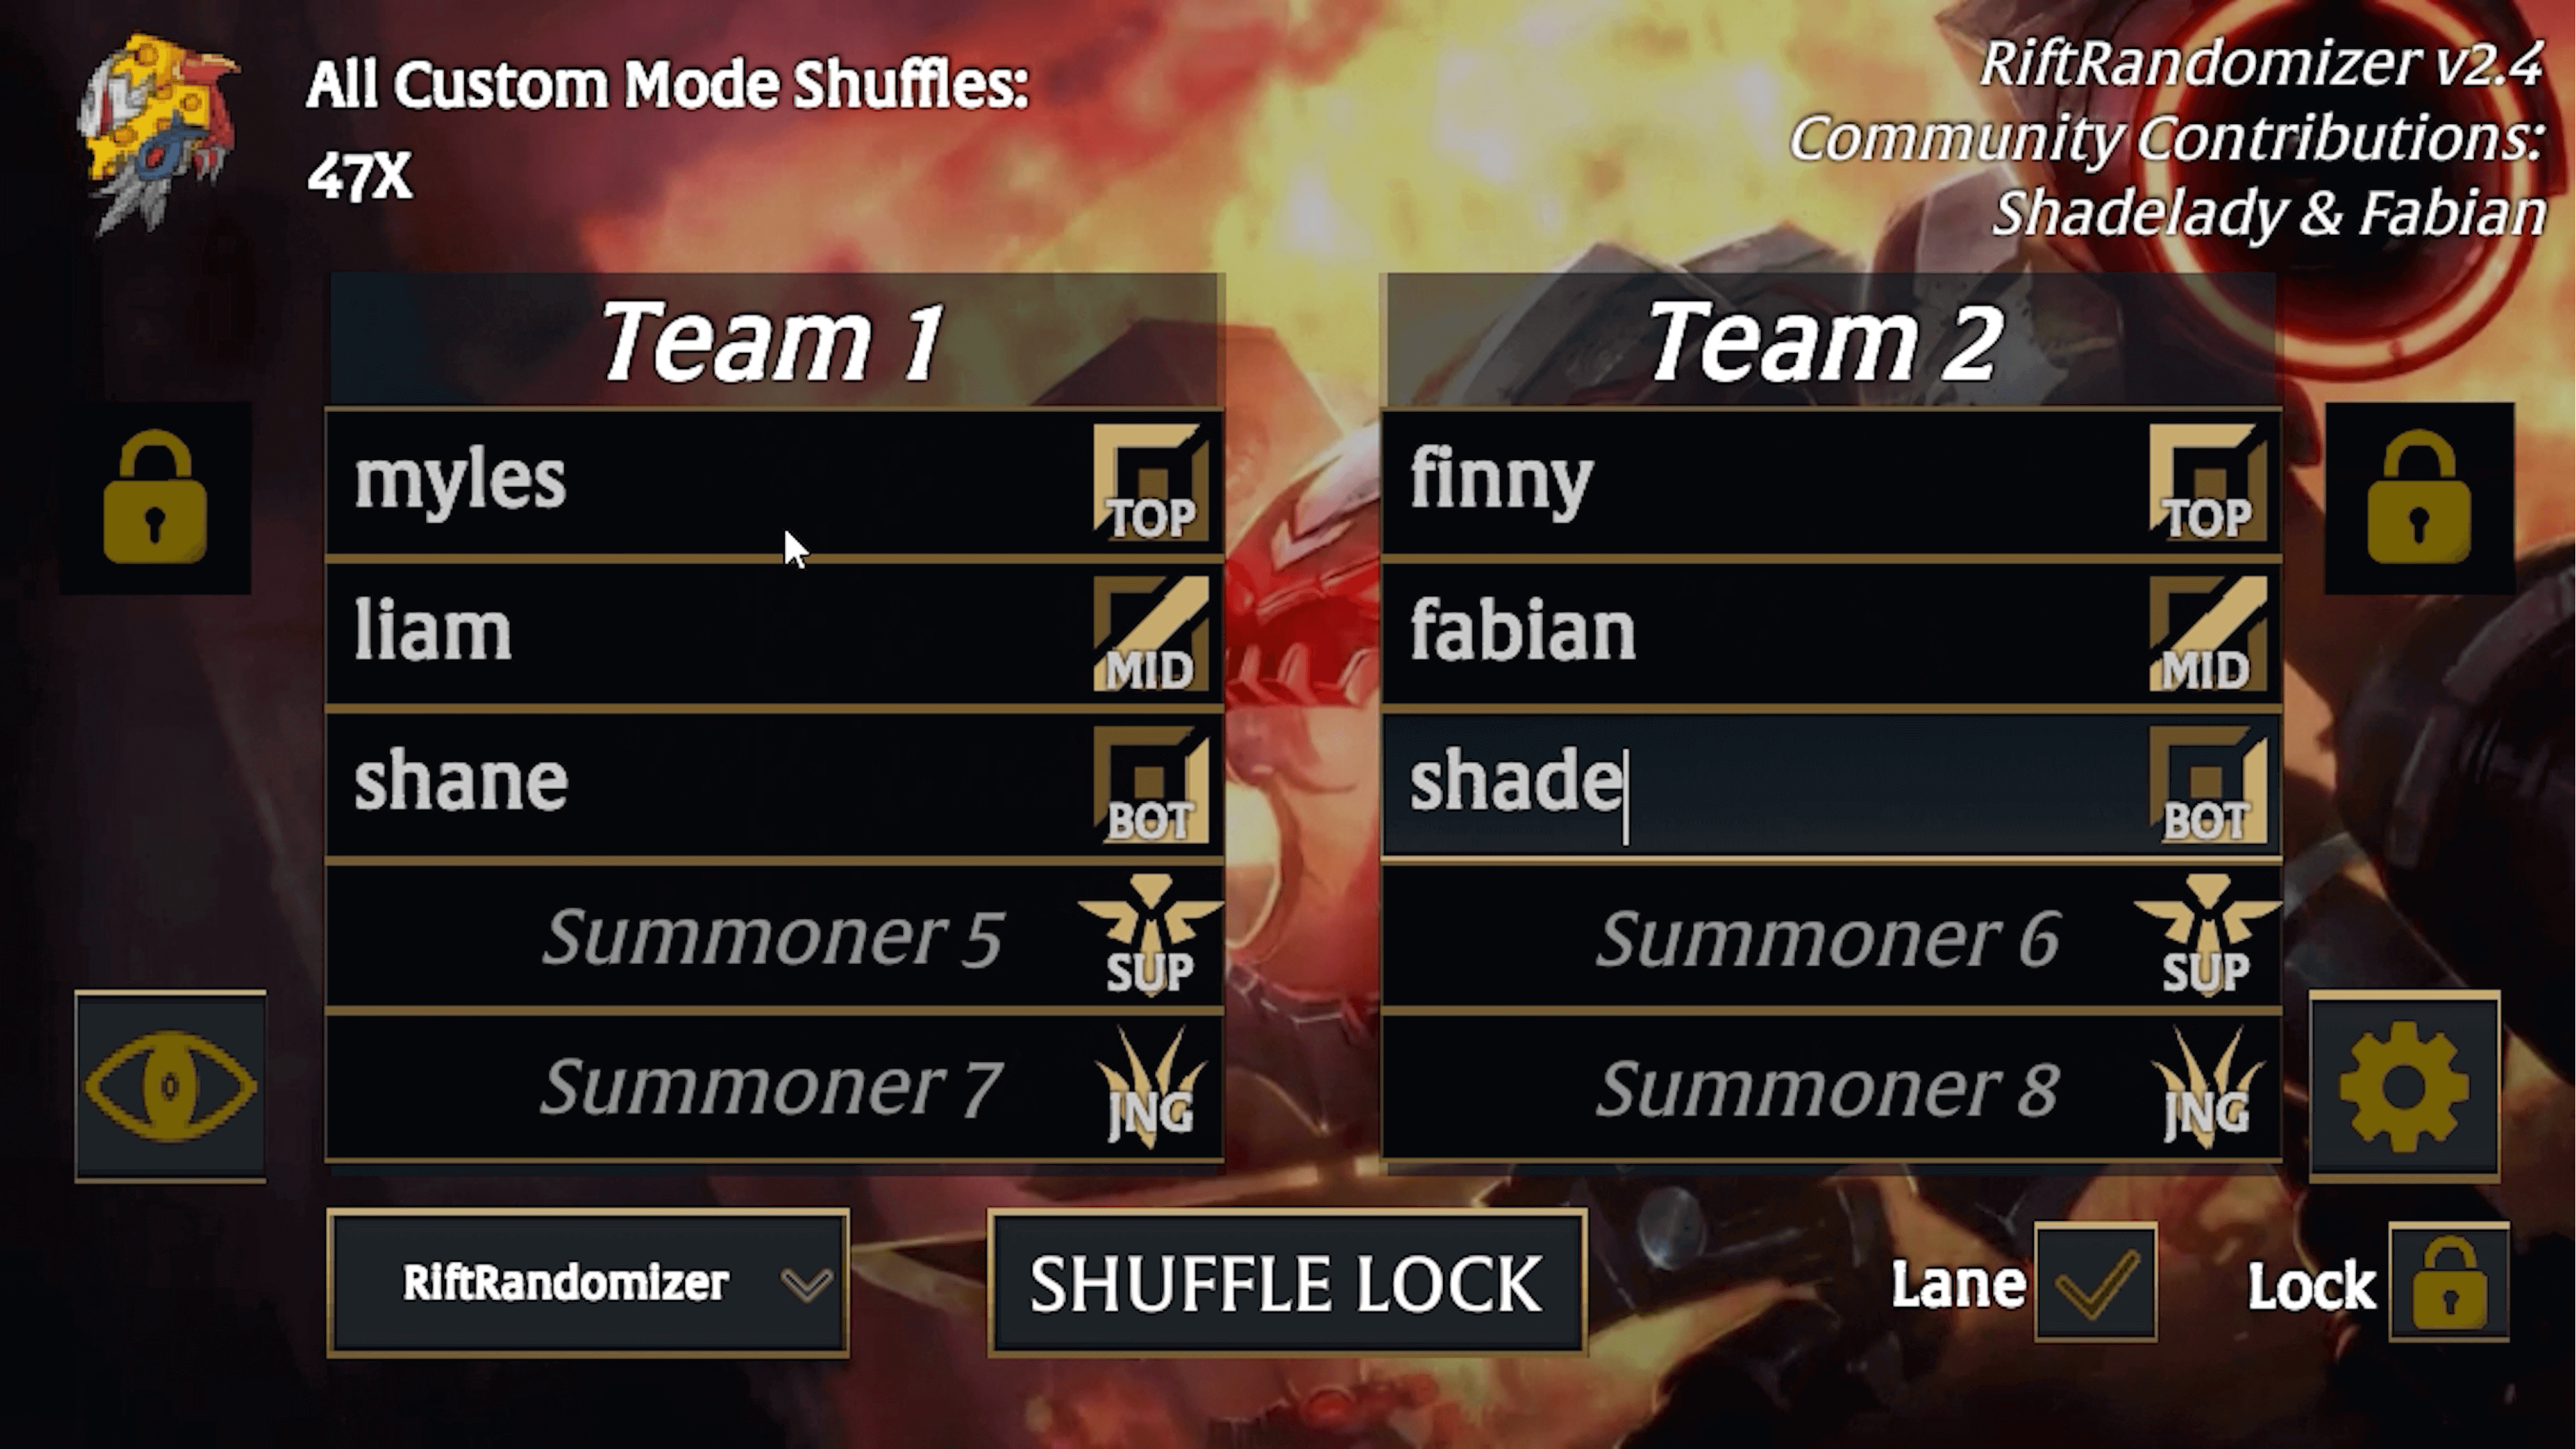 All Custom Mode Shuffles:
47X
RiftRandomizer v2.4
Community Contributions:
Shadelady & Fabian
Team 1
myles
TOP
liam
MID
shane
BOT
Summoner 5
SUP
Summoner 7
JNG
Team 2
finny
TOP
fabian
MID
shade
BOT
Summoner 6
SUP
Summoner 8
JNG
RiftRandomizer
SHUFFLE LOCK
Lane
Lock